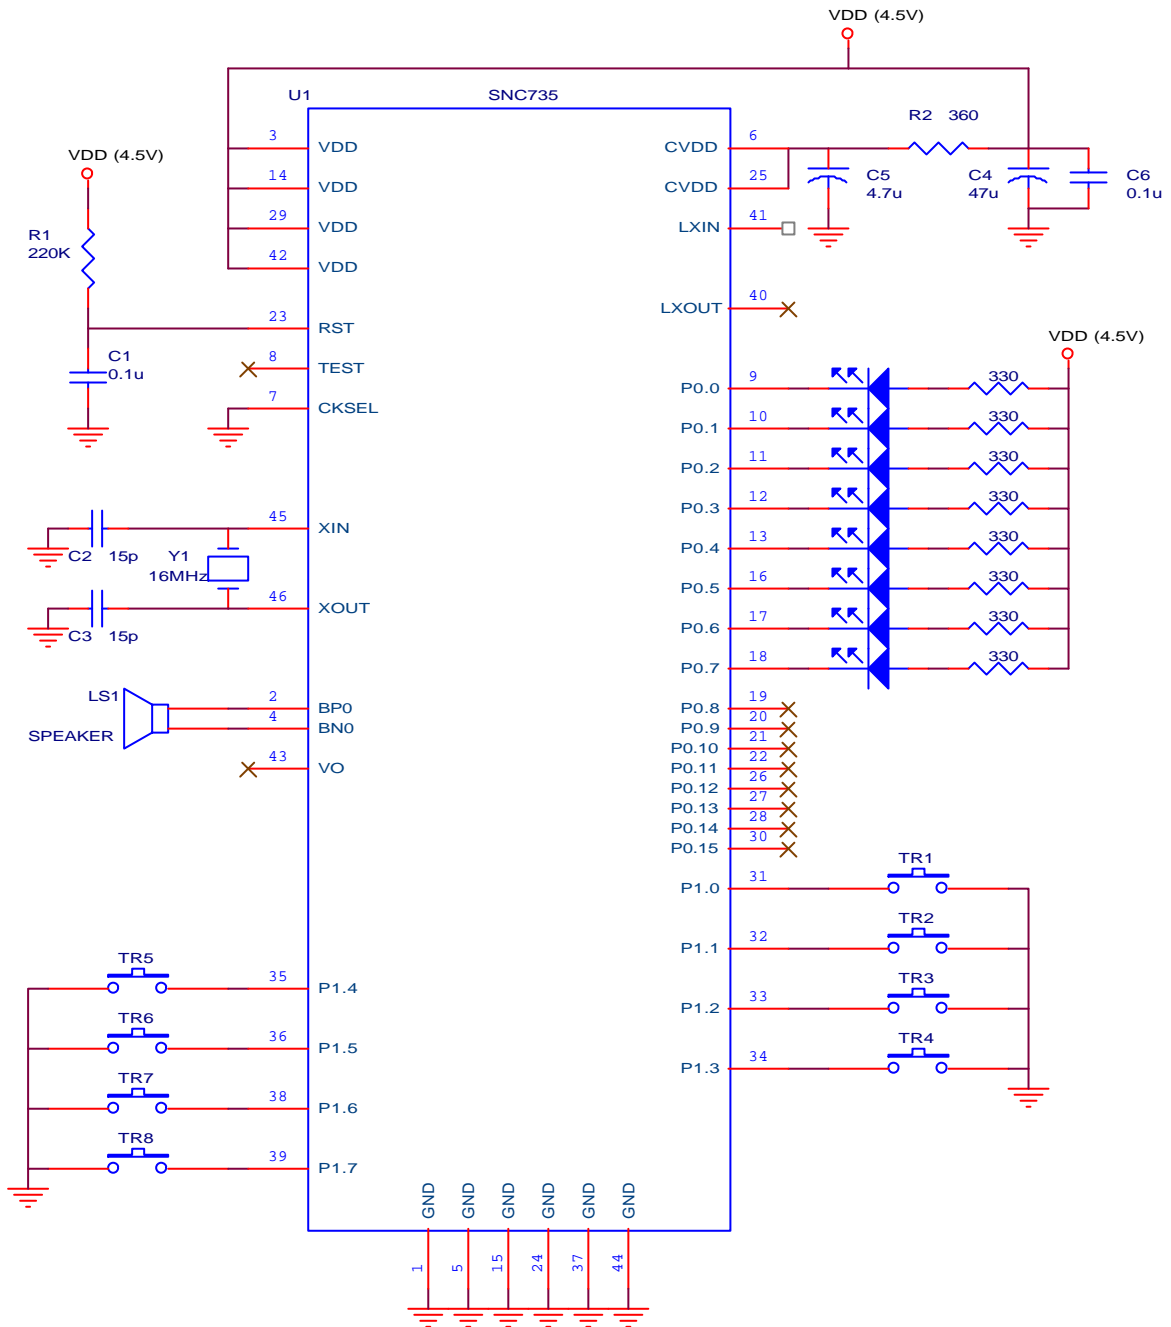 VDD (4.5V)
U1 SNC735
R2 360
3 VDD
6 CVDD
VDD (4.5V)
14 VDD
25 CVDD
C5
4.7u
C4
47u
C6
0.1u
29 VDD
41 LXIN
R1
220K
42 VDD
40 LXOUT
23 RST
VDD (4.5V)
C1
0.1u
8 TEST
7 CKSEL
9 P0.0 330
10 P0.1 330
11 P0.2 330
12 P0.3 330
13 P0.4 330
16 P0.5 330
17 P0.6 330
18 P0.7 330
45 XIN
C2 15p
Y1
16MHz
46 XOUT
C3 15p
LS1
SPEAKER
2 BP0
4 BN0
43 VO
19 P0.8
20 P0.9
21 P0.10
22 P0.11
26 P0.12
27 P0.13
28 P0.14
30 P0.15
TR1
31 P1.0
TR2
32 P1.1
TR3
33 P1.2
TR4
34 P1.3
TR5
35 P1.4
TR6
36 P1.5
TR7
38 P1.6
TR8
39 P1.7
GND GND GND GND GND GND
1 5 15 24 37 44